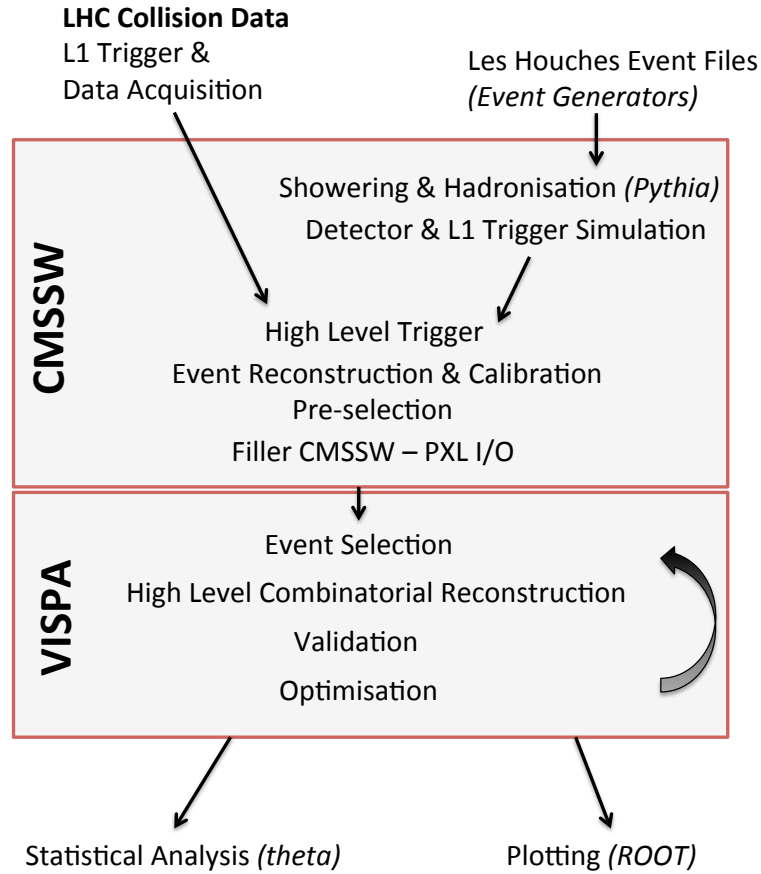 LHC Collision Data
L1 Trigger &
Data Acquisition
Les Houches Event Files
(Event Generators)
CMSSW
Showering & Hadronisation (Pythia)
Detector & L1 Trigger Simulation
High Level Trigger
Event Reconstruction & Calibration
Pre-selection
Filler CMSSW – PXL I/O
VISPA
Event Selection
High Level Combinatorial Reconstruction
Validation
Optimisation
Statistical Analysis (theta)
Plotting (ROOT)